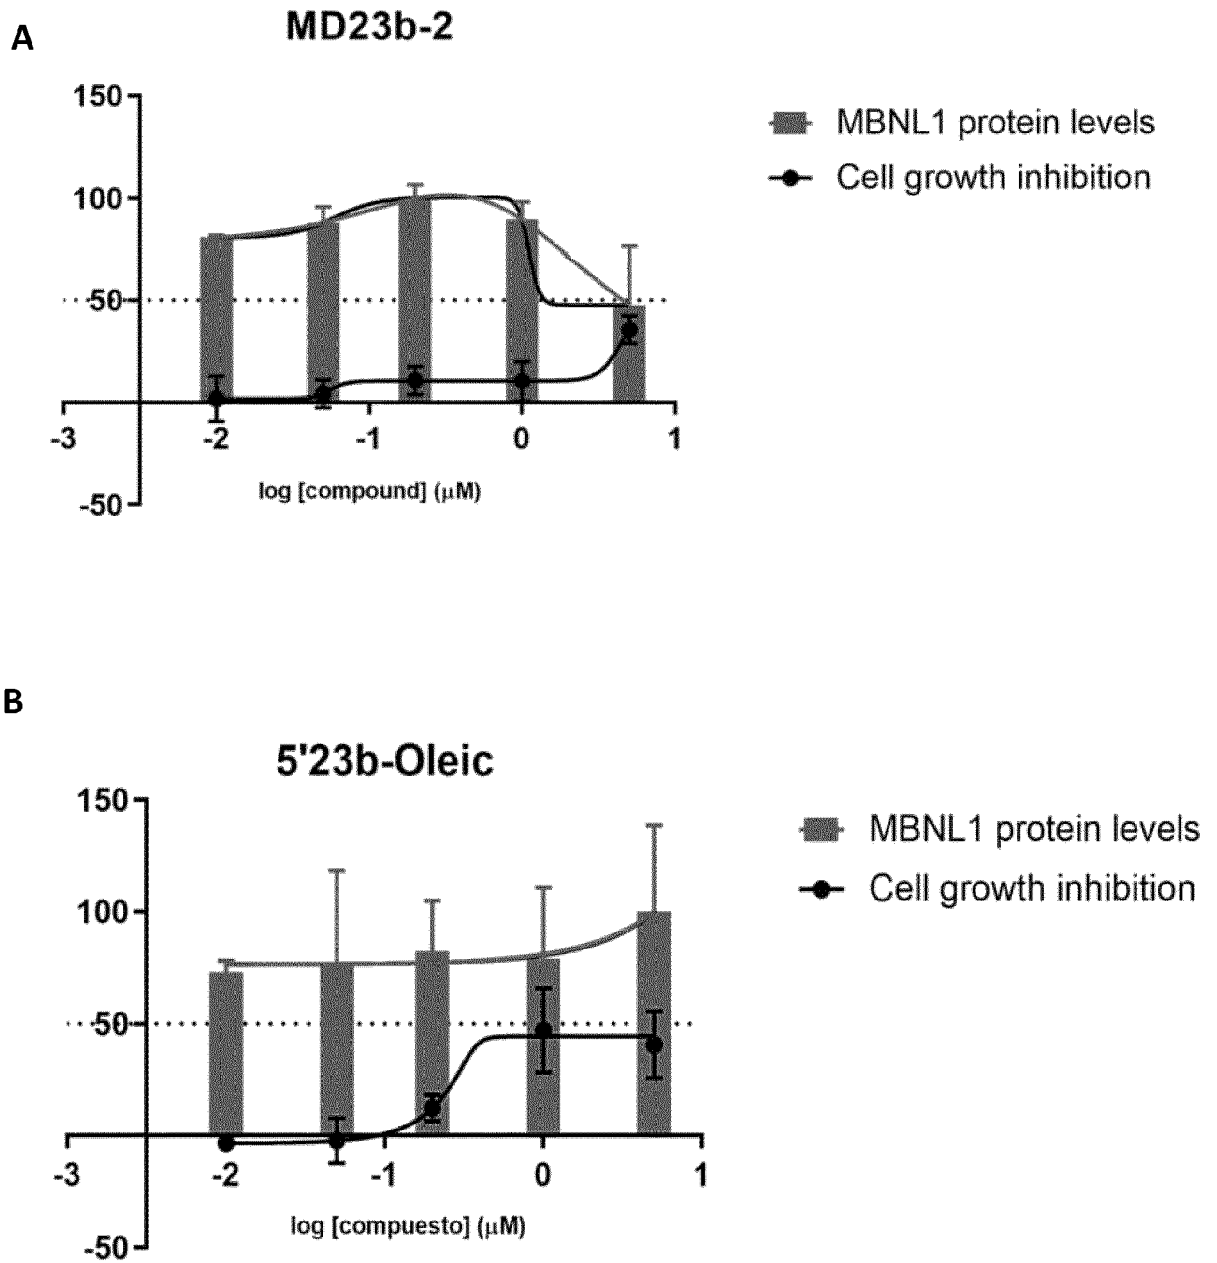 A
MD23b-2
150
100
50
-50
-3
-2
-1
0
1
log [compound] (μM)
MBNL1 protein levels
Cell growth inhibition
B
5'23b-Oleic
150
100
50
-50
-3
-2
-1
0
1
log [compuesto] (μM)
MBNL1 protein levels
Cell growth inhibition